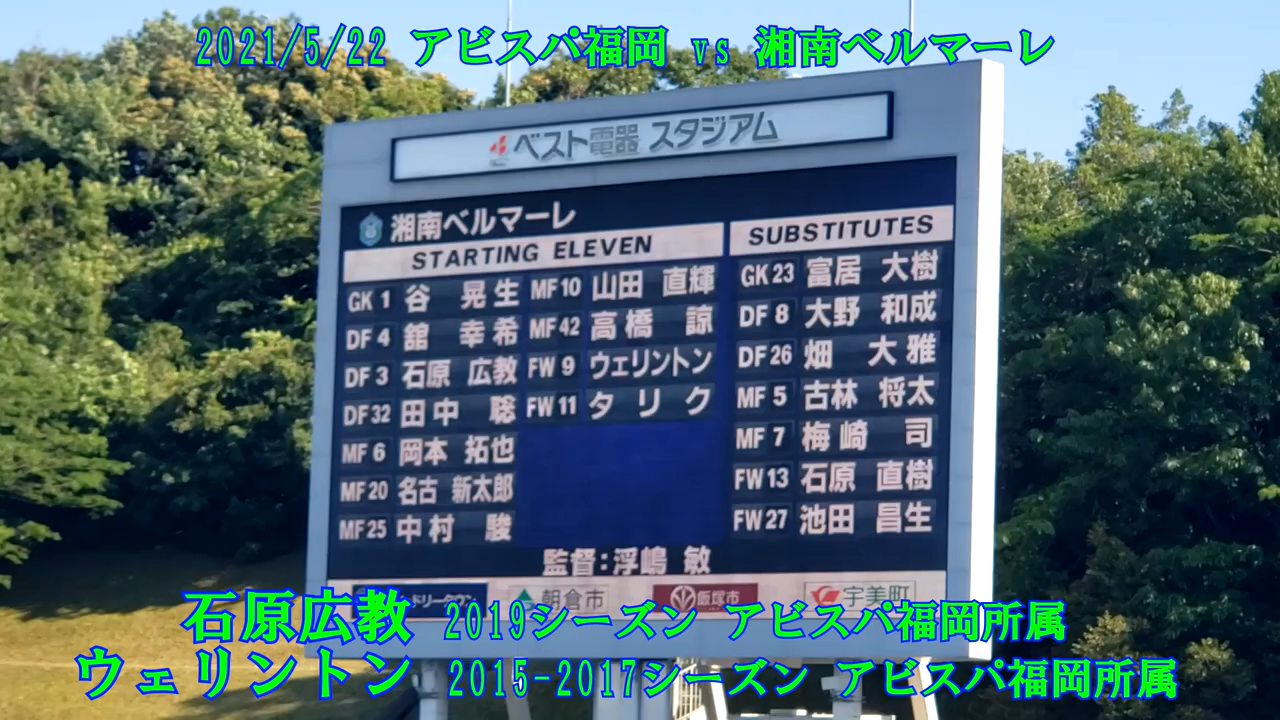 2021/5/22 アビスパ福岡 vs 湘南ベルマーレ
ベスト電器 スタジアム
湘南ベルマーレ
STARTING ELEVEN
GK 1 谷 晃生
DF 4 舘 幸希
DF 3 石原 広教
DF 32 田中 聡
MF 6 岡本 拓也
MF 20 名古 新太郎
MF 25 中村 駿
MF 10 山田 直輝
MF 42 高橋 諒
FW 9 ウェリントン
FW 11 タリク
SUBSTITUTES
GK 23 富居 大樹
DF 8 大野 和成
DF 26 畑 大雅
MF 5 古林 将太
MF 7 梅崎 司
FW 13 石原 直樹
FW 27 池田 昌生
監督:浮嶋 敏
ドリータウン 朝倉市 飯塚市 宇美町
石原広教 2019シーズン アビスパ福岡所属
ウェリントン 2015-2017シーズン アビスパ福岡所属